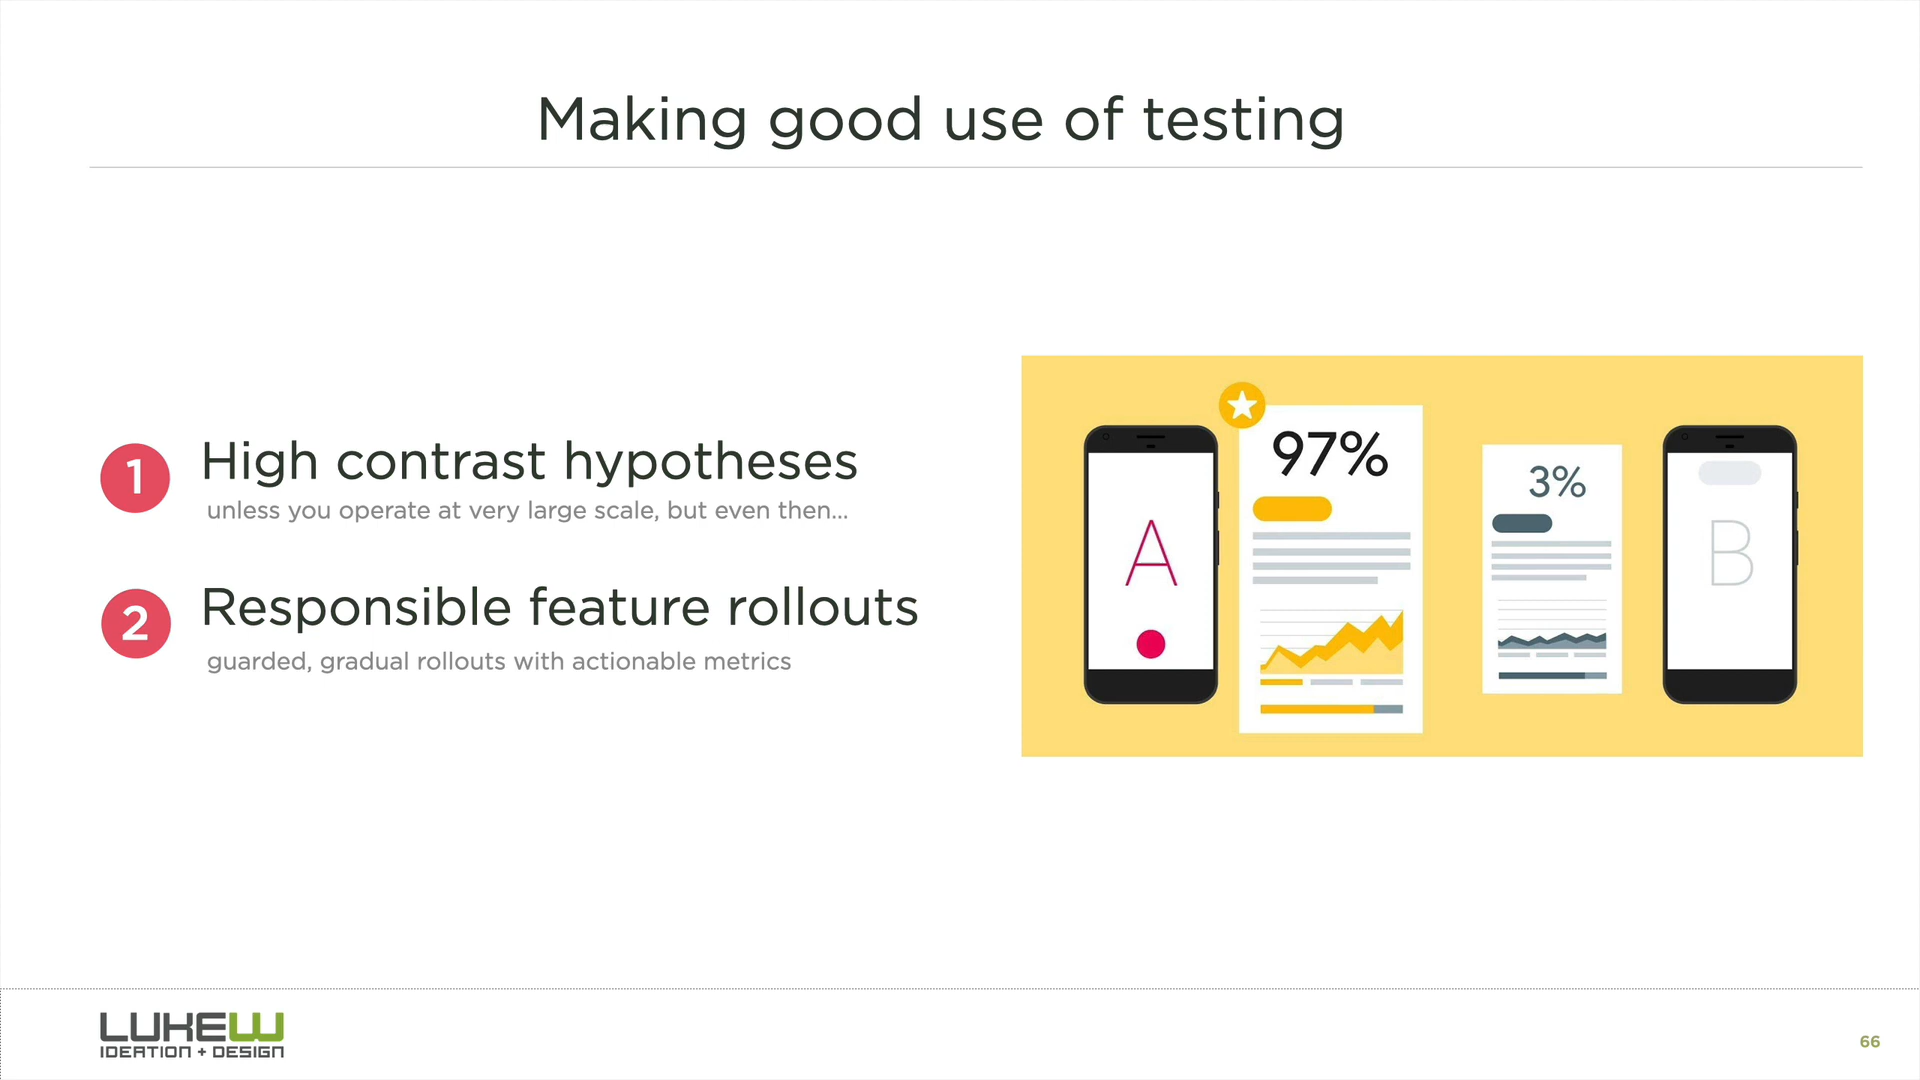 Making good use of testing
1 High contrast hypotheses
unless you operate at very large scale, but even then...
2 Responsible feature rollouts
guarded, gradual rollouts with actionable metrics
A
97%
3%
B
LUKEW
IDEATION + DESIGN
66